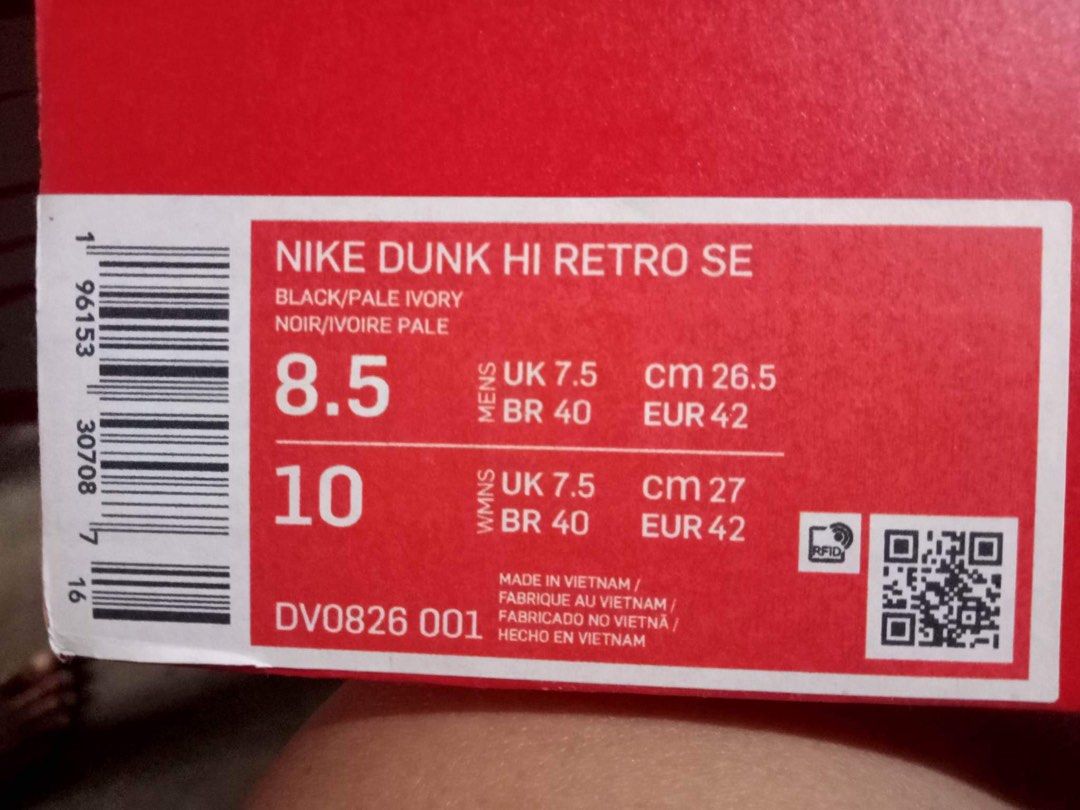 NIKE DUNK HI RETRO SE
BLACK/PALE IVORY
NOIR/IVOIRE PALE
8.5 MENS UK 7.5 cm 26.5
BR 40 EUR 42
10 WMNS UK 7.5 cm 27
BR 40 EUR 42
DV0826 001
MADE IN VIETNAM /
FABRIQUE AU VIETNAM /
FABRICADO NO VIETNÃ /
HECHO EN VIETNAM
RFID
1 96153 30708 7 16